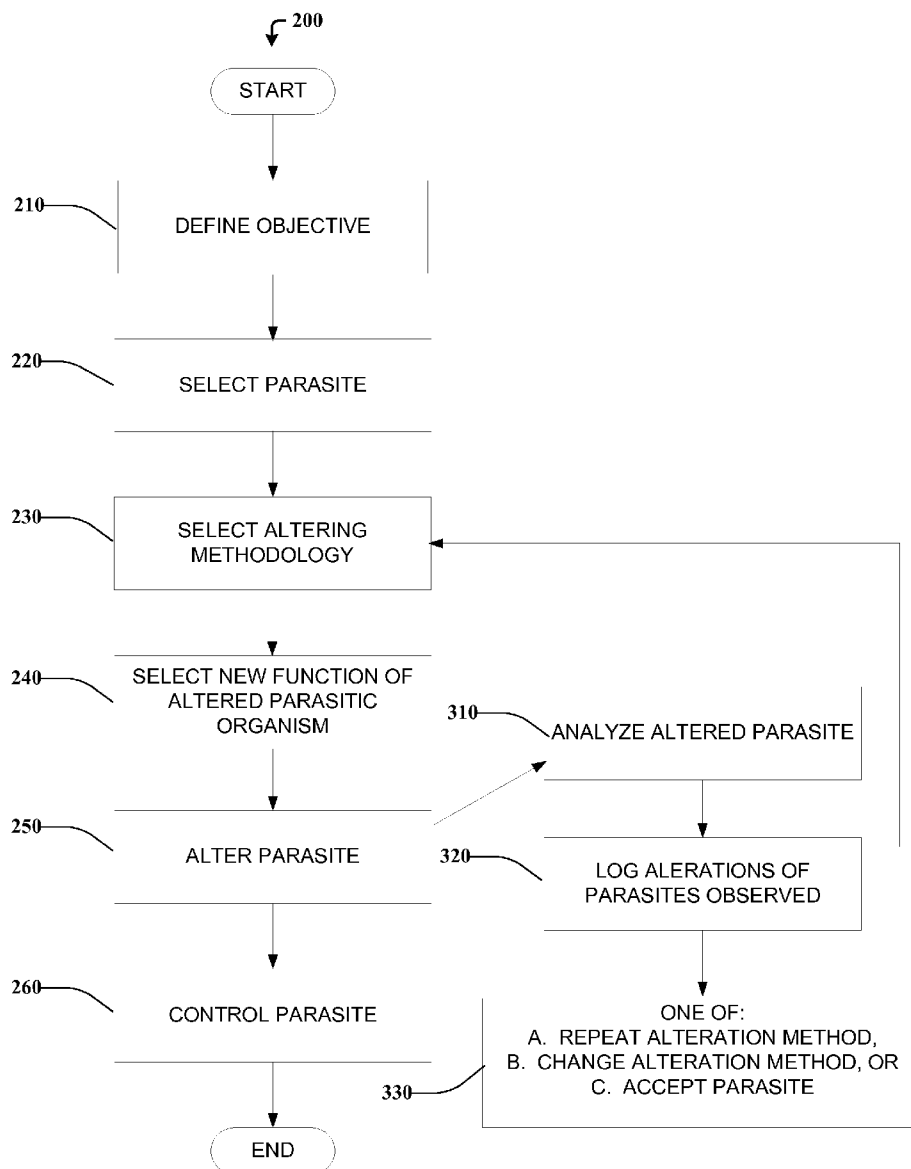 200
START
210
DEFINE OBJECTIVE
220
SELECT PARASITE
230
SELECT ALTERING
METHODOLOGY
240
SELECT NEW FUNCTION OF
ALTERED PARASITIC
ORGANISM
250
ALTER PARASITE
260
CONTROL PARASITE
END
310
ANALYZE ALTERED PARASITE
320
LOG ALERATIONS OF
PARASITES OBSERVED
330
ONE OF:
A. REPEAT ALTERATION METHOD,
B. CHANGE ALTERATION METHOD, OR
C. ACCEPT PARASITE